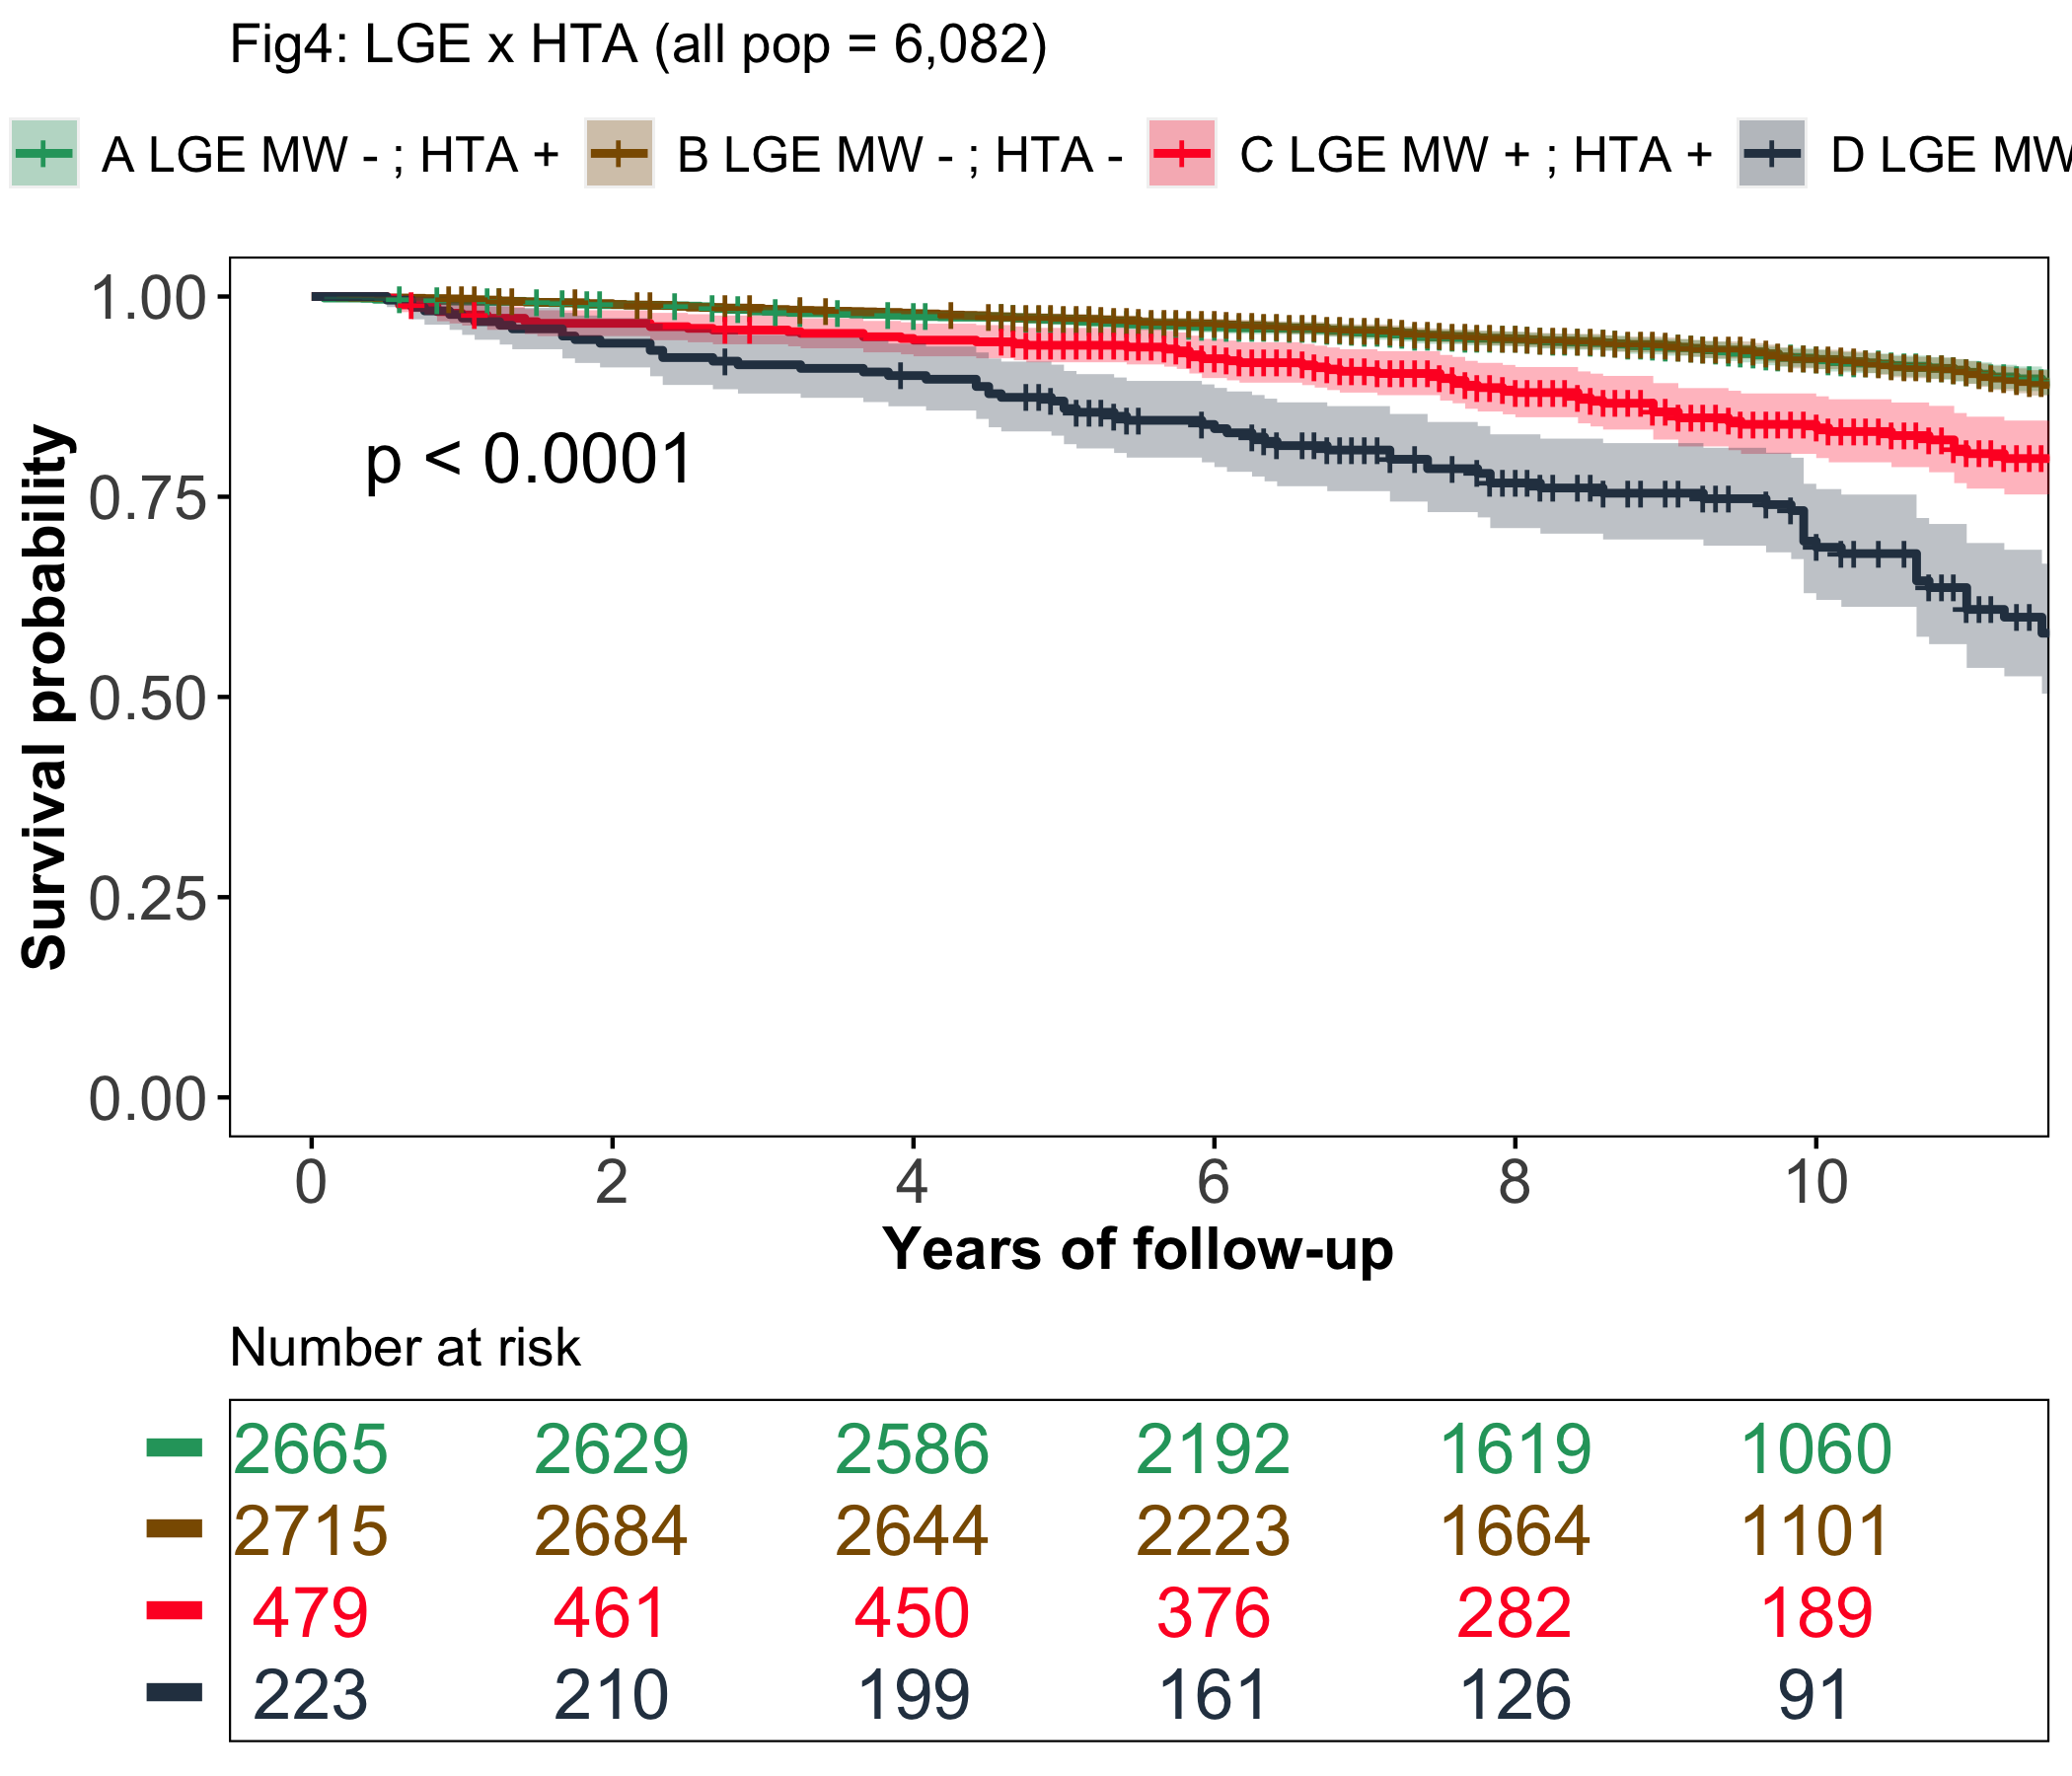 Fig4: LGE x HTA (all pop = 6,082)
A LGE MW - ; HTA + B LGE MW - ; HTA - C LGE MW + ; HTA + D LGE MW
1.00
0.75
0.50
0.25
0.00
Survival probability
p < 0.0001
0 2 4 6 8 10
Years of follow-up
Number at risk
2665 2629 2586 2192 1619 1060
2715 2684 2644 2223 1664 1101
479 461 450 376 282 189
223 210 199 161 126 91